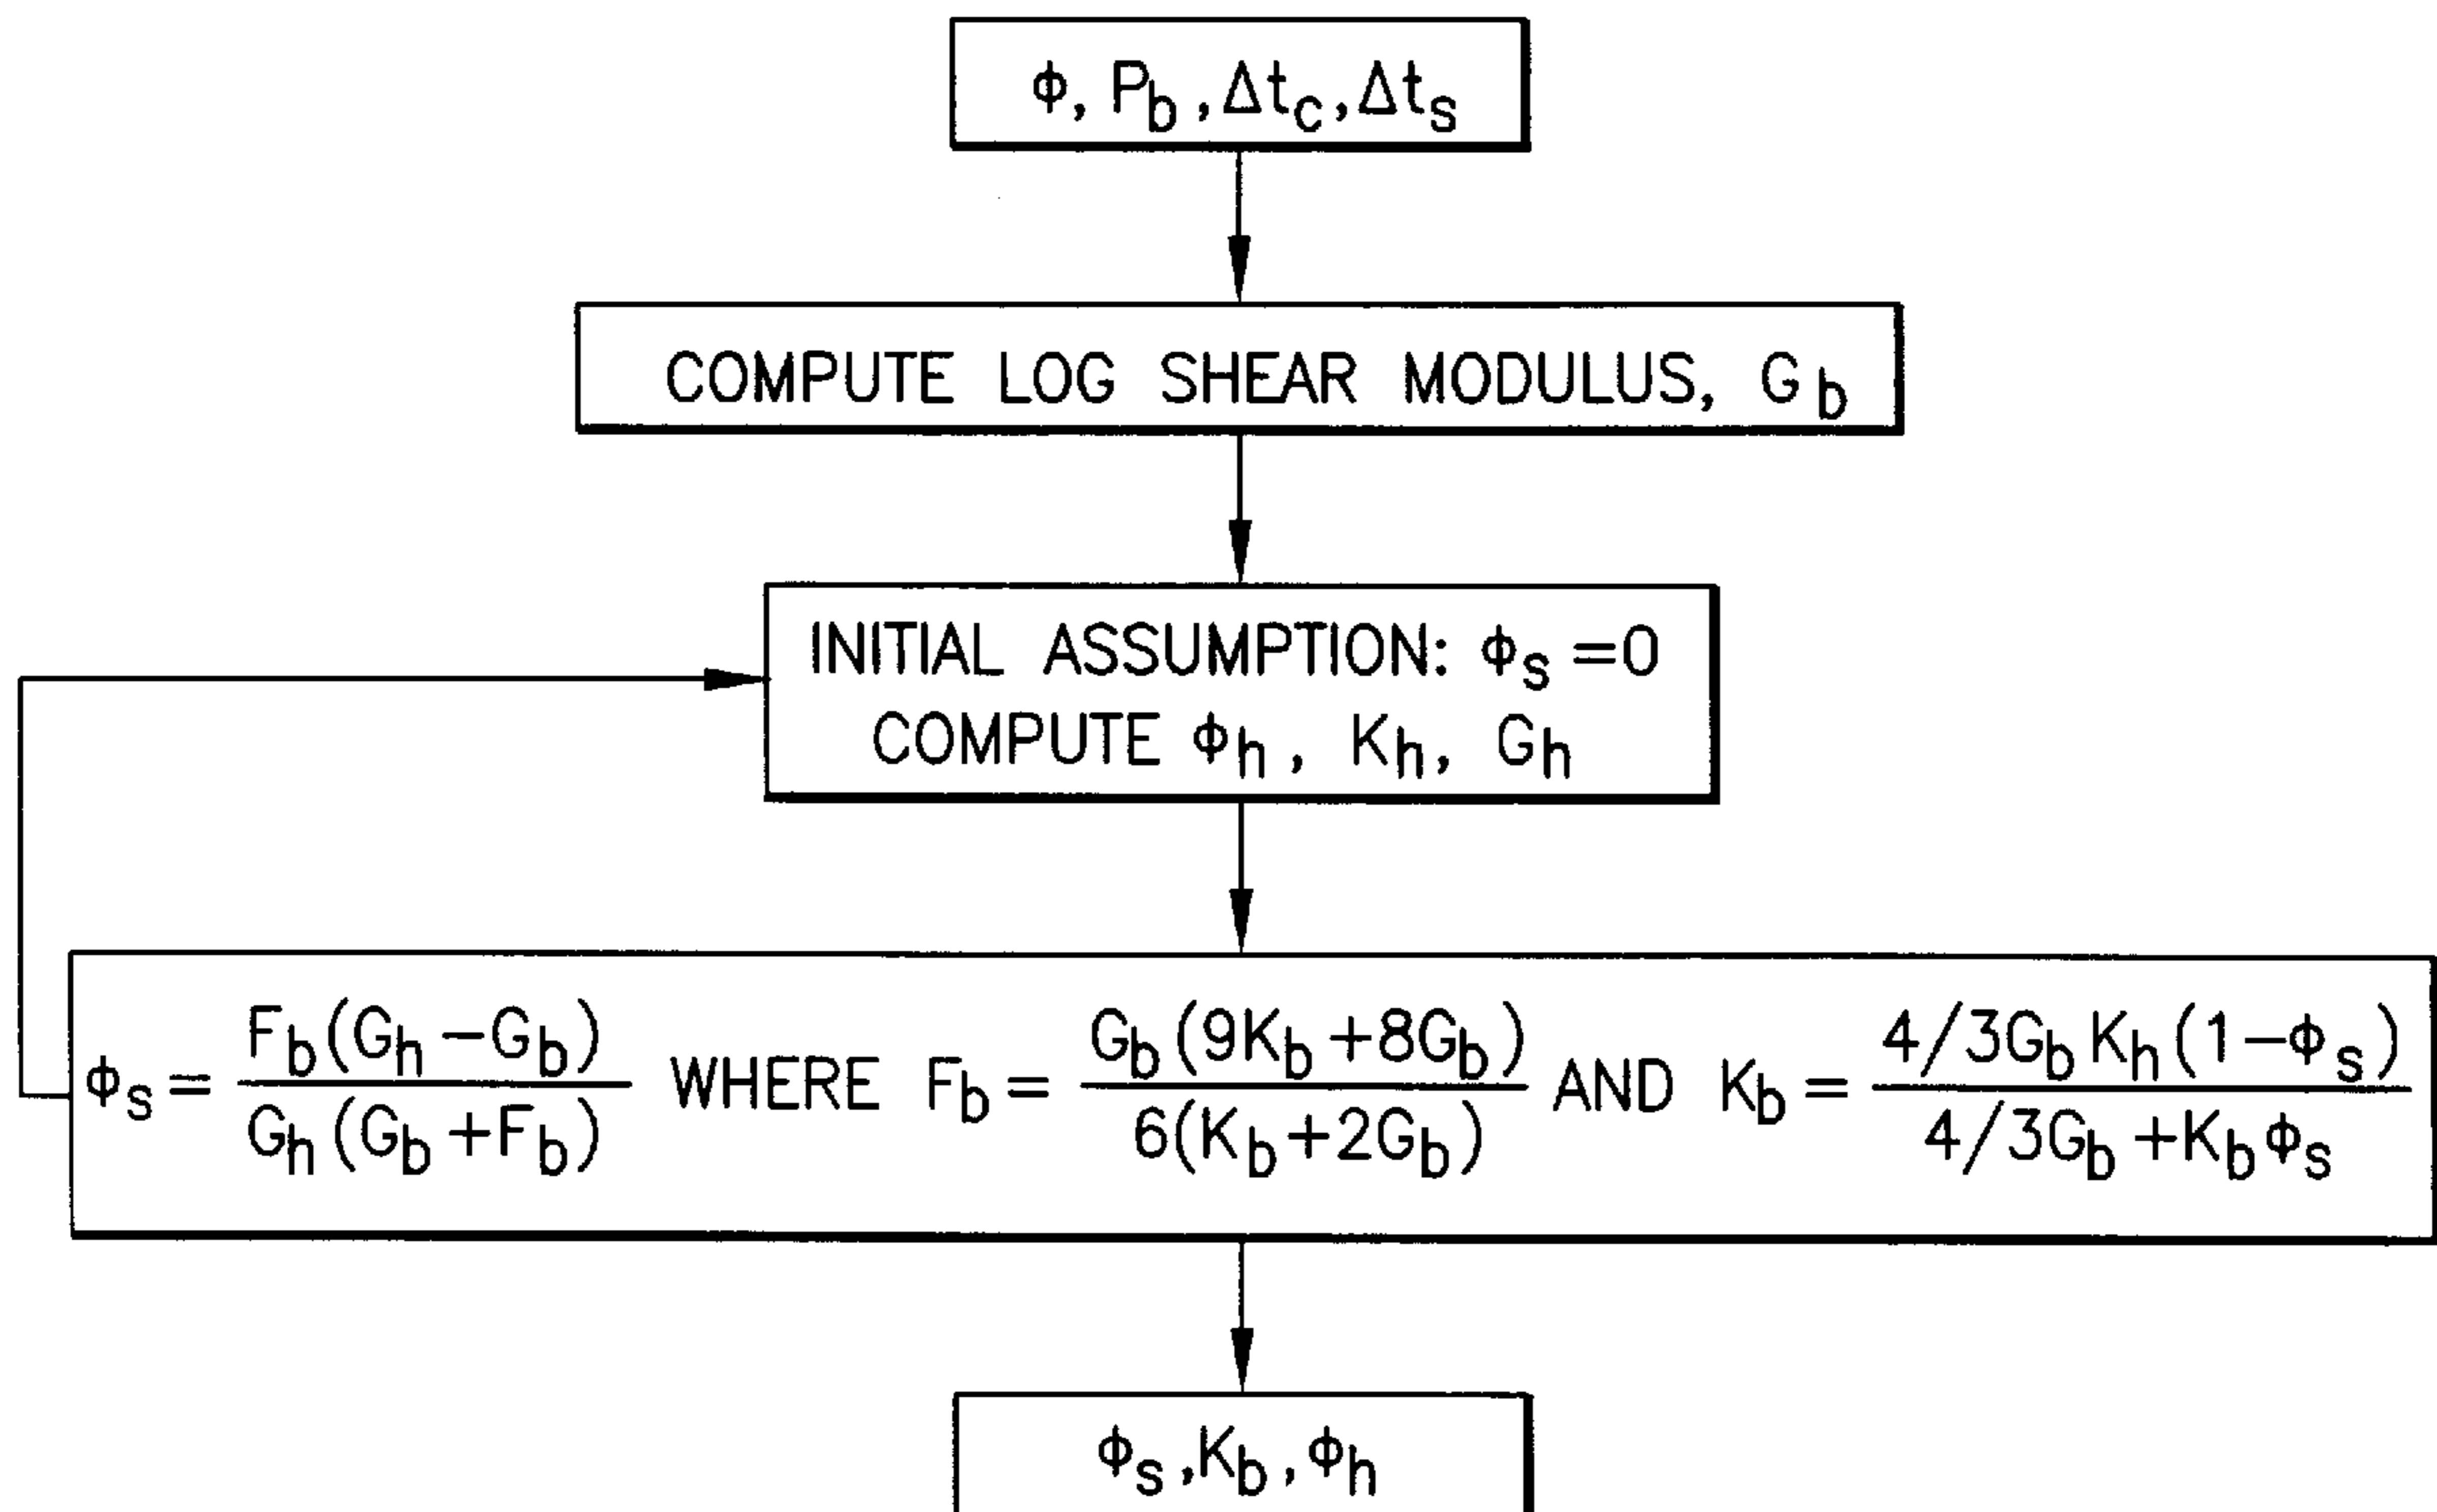 ϕ, P_b, Δt_c, Δt_s
COMPUTE LOG SHEAR MODULUS, G_b
INITIAL ASSUMPTION: ϕ_s =0
COMPUTE ϕ_h, K_h, G_h
ϕ_s = F_b(G_h −G_b) / G_h(G_b +F_b) WHERE F_b = G_b(9K_b +8G_b) / 6(K_b +2G_b) AND K_b = 4/3G_b K_h(1−ϕ_s) / 4/3G_b +K_b ϕ_s
ϕ_s, K_b, ϕ_h